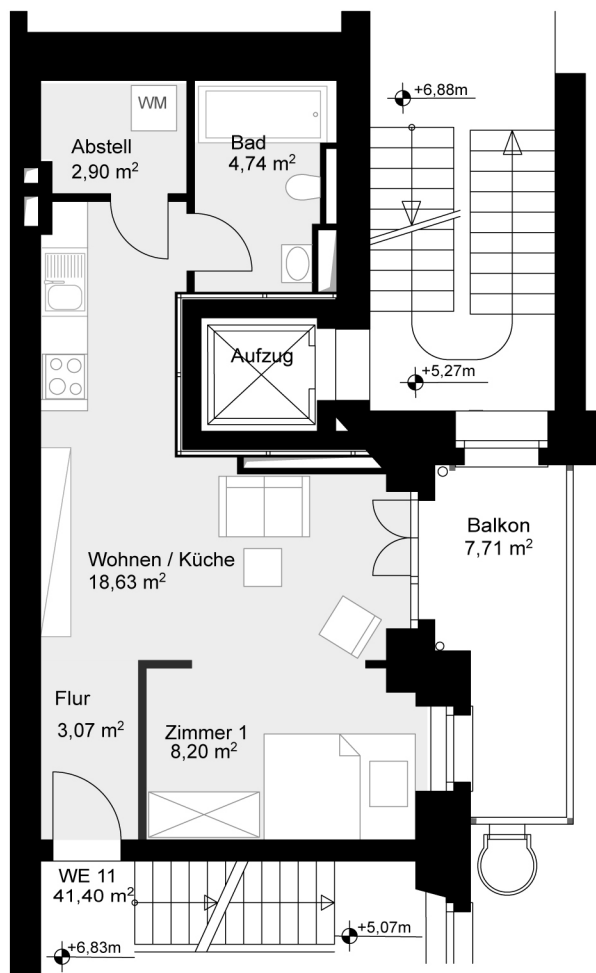 +6,88m
WM
Abstell
2,90 m²
Bad
4,74 m²
Aufzug
+5,27m
Balkon
7,71 m²
Wohnen / Küche
18,63 m²
Flur
3,07 m²
Zimmer 1
8,20 m²
WE 11
41,40 m²
+6,83m
+5,07m